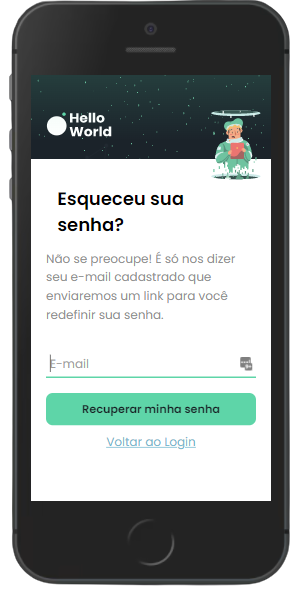 Hello
World
Esqueceu sua
senha?
Não se preocupe! É só nos dizer
seu e-mail cadastrado que
enviaremos um link para você
redefinir sua senha.
E-mail
Recuperar minha senha
Voltar ao Login